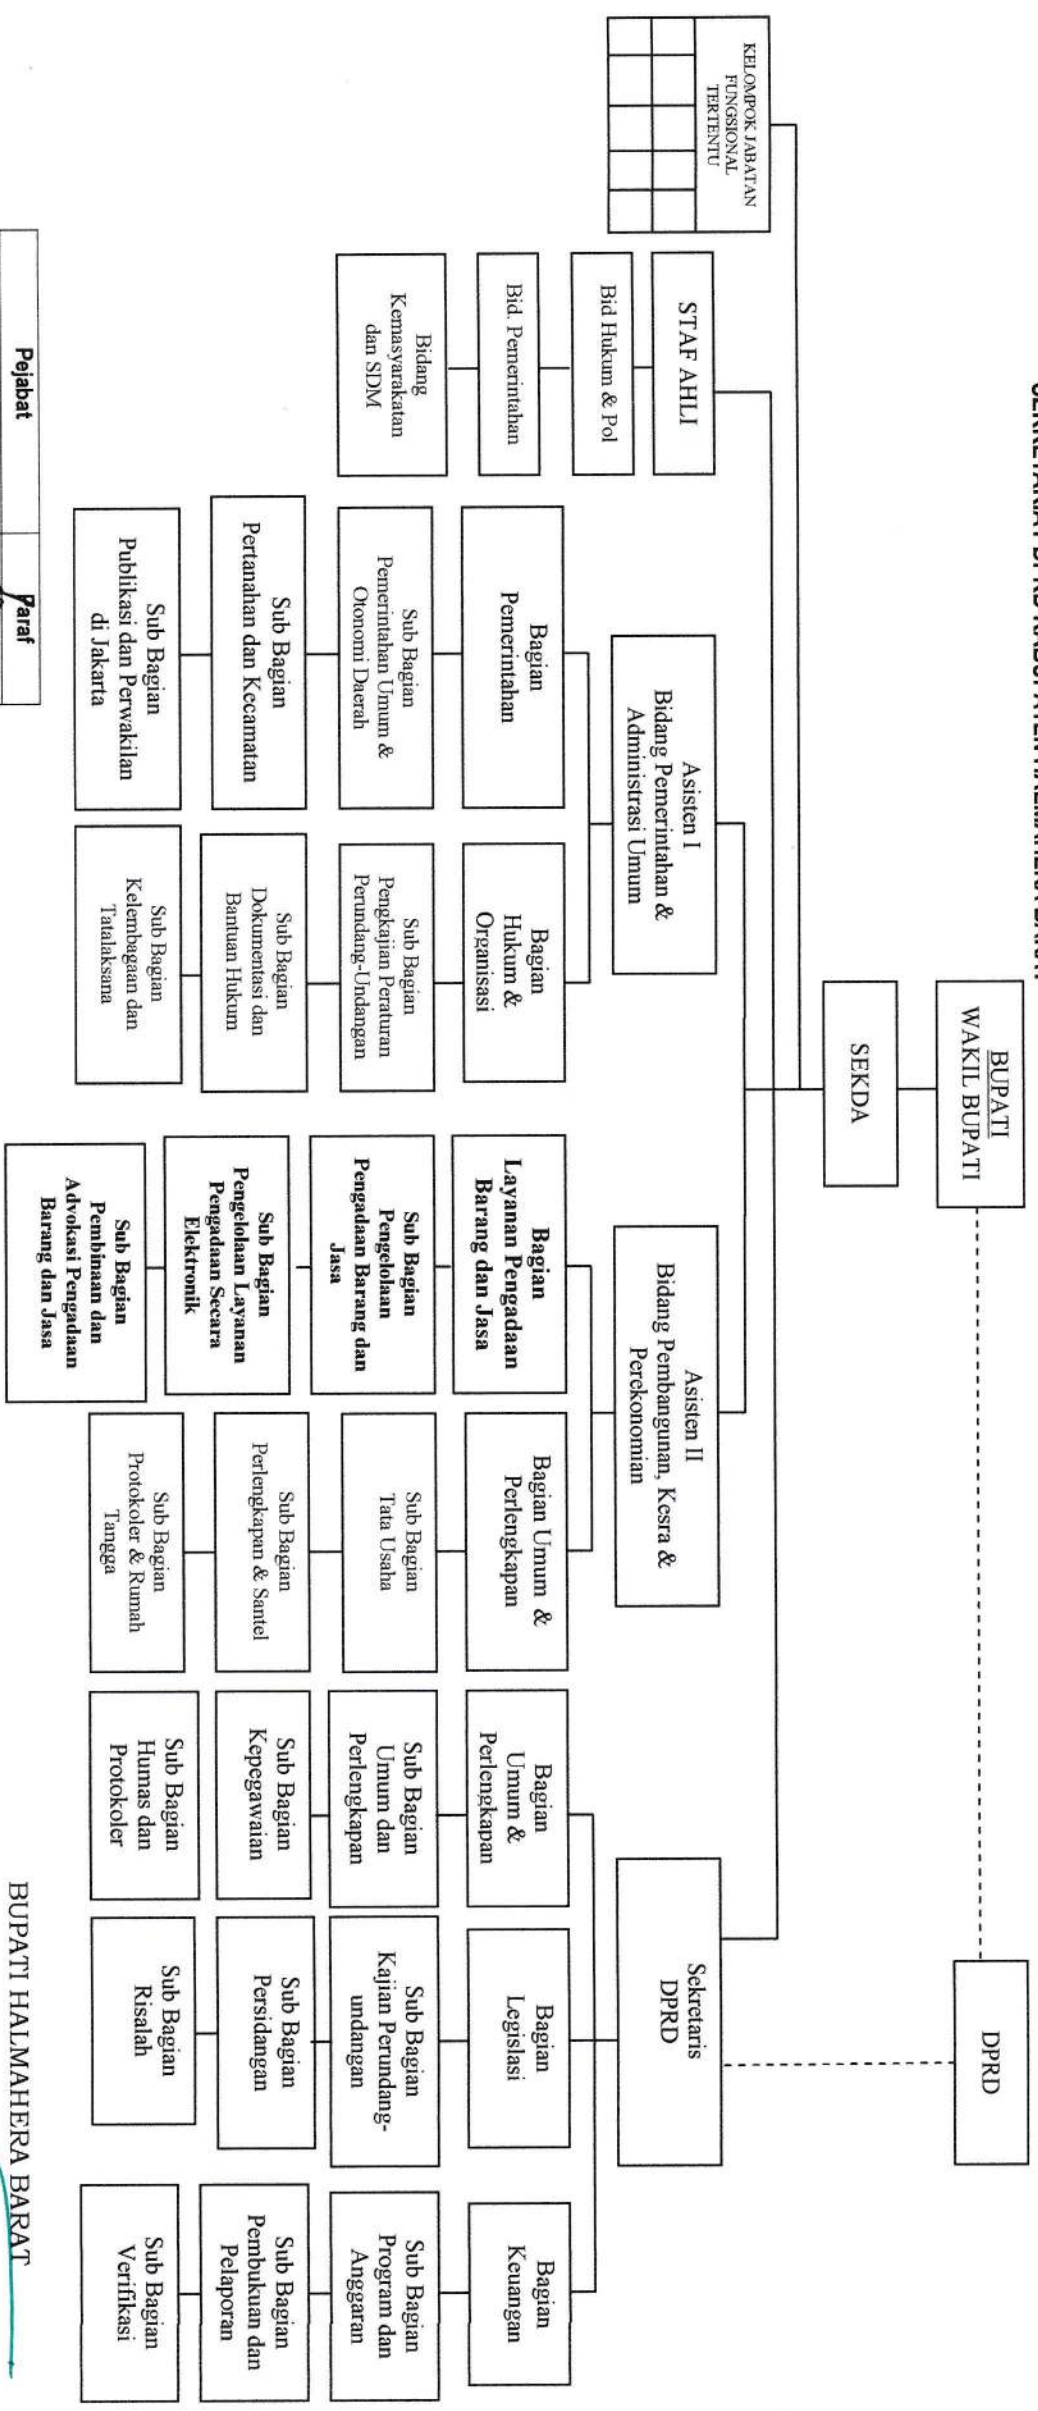 BUPATI
WAKIL BUPATI
DPRD
SEKDA
KELOMPOK JABATAN
FUNGSIONAL
TERTENTU
STAF AHLI
Bid Hukum & Pol
Bid. Pemerintahan
Bidang
Kemasyarakatan
dan SDM
Asisten I
Bidang Pemerintahan &
Administrasi Umum
Bagian
Pemerintahan
Sub Bagian
Pemerintahan Umum &
Otonomi Daerah
Sub Bagian
Pertanahan dan Kecamatan
Sub Bagian
Publikasi dan Perwakilan
di Jakarta
Bagian
Hukum &
Organisasi
Sub Bagian
Pengkajian Peraturan
Perundang-Undangan
Sub Bagian
Dokumentasi dan
Bantuan Hukum
Sub Bagian
Kelembagaan dan
Tatalaksana
Asisten II
Bidang Pembangunan, Kesra &
Perekonomian
Bagian
Layanan Pengadaan
Barang dan Jasa
Sub Bagian
Pengelolaan
Pengadaan Barang dan
Jasa
Sub Bagian
Pengelolaan Layanan
Pengadaan Secara
Elektronik
Sub Bagian
Pembinaan dan
Advokasi Pengadaan
Barang dan Jasa
Bagian Umum &
Perlengkapan
Sub Bagian
Tata Usaha
Sub Bagian
Perlengkapan & Santel
Sub Bagian
Protokoler & Rumah
Tangga
Sekretaris
DPRD
Bagian
Umum &
Perlengkapan
Sub Bagian
Umum dan
Perlengkapan
Sub Bagian
Kepegawaian
Sub Bagian
Humas dan
Protokoler
Bagian
Legislasi
Sub Bagian
Kajian Perundang-
undangan
Sub Bagian
Persidangan
Sub Bagian
Risalah
Bagian
Keuangan
Sub Bagian
Program dan
Anggaran
Sub Bagian
Pembukuan dan
Pelaporan
Sub Bagian
Verifikasi
Pejabat Paraf
BUPATI HALMAHERA BARAT